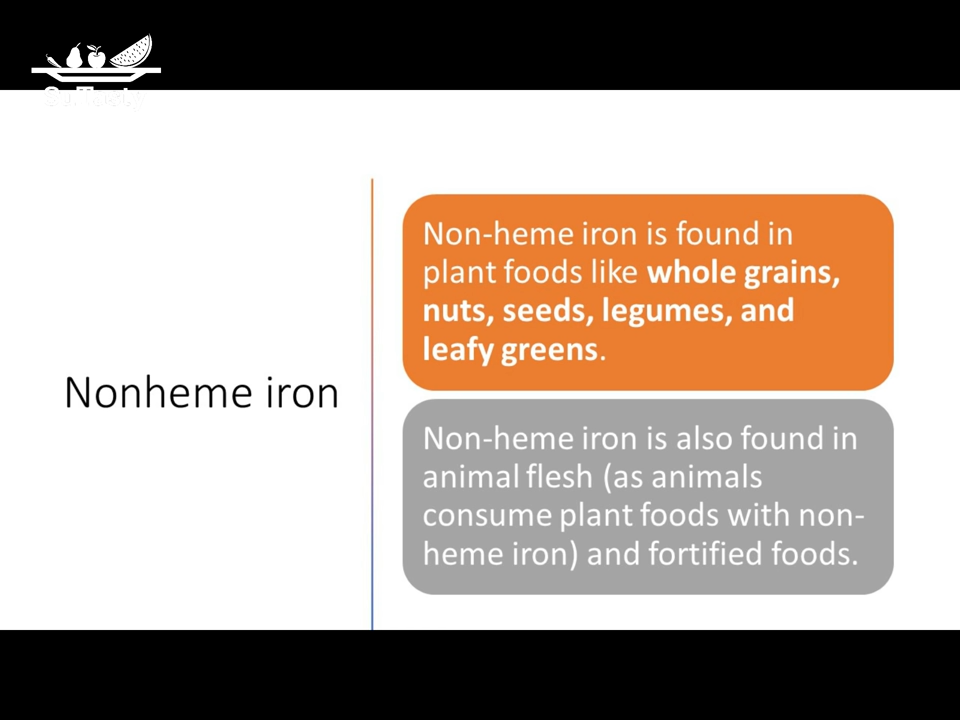 Nonheme iron
Non-heme iron is found in
plant foods like whole grains,
nuts, seeds, legumes, and
leafy greens.
Non-heme iron is also found in
animal flesh (as animals
consume plant foods with non-
heme iron) and fortified foods.